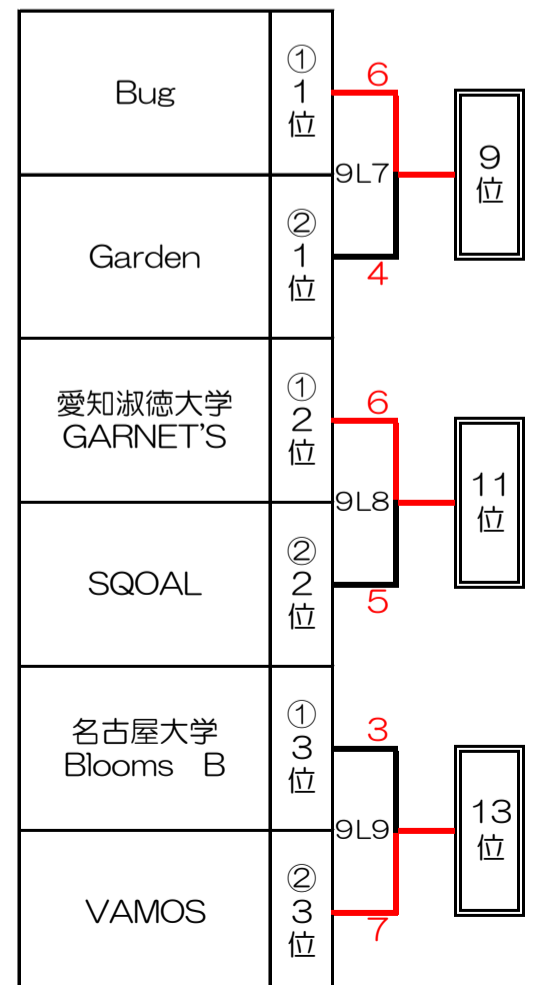 Bug
①
1
位
6
9L7
9
位
Garden
②
1
位
4
愛知淑徳大学
GARNET'S
①
2
位
6
9L8
11
位
SQOAL
②
2
位
5
名古屋大学
Blooms　B
①
3
位
3
9L9
13
位
VAMOS
②
3
位
7